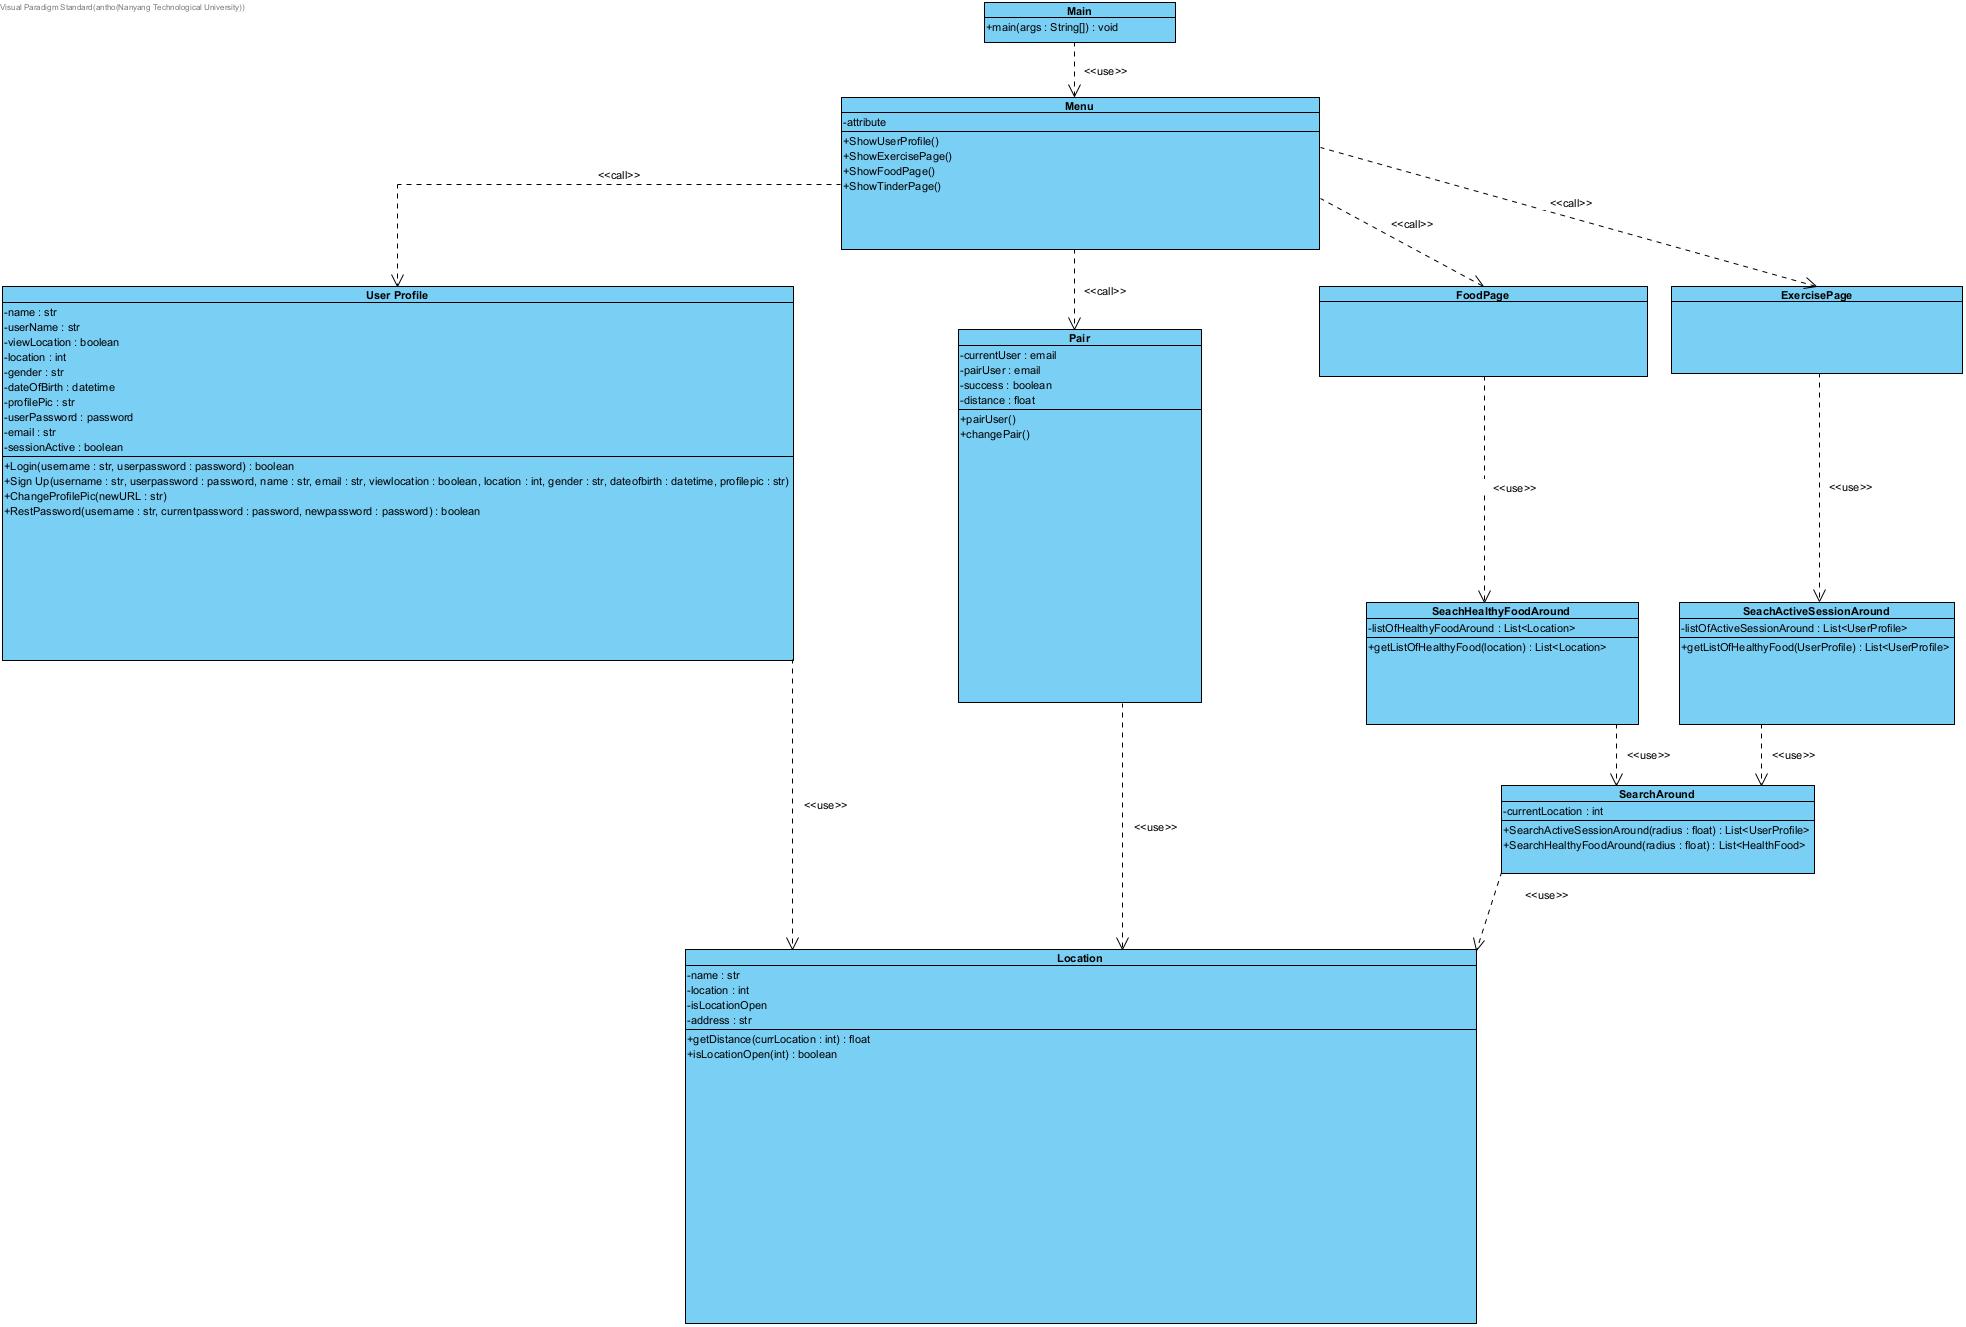 Visual Paradigm Standard(antho(Nanyang Technological University))
Main
+main(args : String[]) : void
<<use>>
Menu
-attribute
+ShowUserProfile()
+ShowExercisePage()
+ShowFoodPage()
+ShowTinderPage()
<<call>>
<<call>>
<<call>>
<<call>>
User Profile
-name : str
-userName : str
-viewLocation : boolean
-location : int
-gender : str
-dateOfBirth : datetime
-profilePic : str
-userPassword : password
-email : str
-sessionActive : boolean
+Login(username : str, userpassword : password) : boolean
+Sign Up(username : str, userpassword : password, name : str, email : str, viewlocation : boolean, location : int, gender : str, dateofbirth : datetime, profilepic : str)
+ChangeProfilePic(newURL : str)
+RestPassword(username : str, currentpassword : password, newpassword : password) : boolean
Pair
-currentUser : email
-pairUser : email
-success : boolean
-distance : float
+pairUser()
+changePair()
FoodPage
ExercisePage
<<use>>
<<use>>
SeachHealthyFoodAround
-listOfHealthyFoodAround : List<Location>
+getListOfHealthyFood(location) : List<Location>
SeachActiveSessionAround
-listOfActiveSessionAround : List<UserProfile>
+getListOfHealthyFood(UserProfile) : List<UserProfile>
<<use>>
<<use>>
SearchAround
-currentLocation : int
+SearchActiveSessionAround(radius : float) : List<UserProfile>
+SearchHealthyFoodAround(radius : float) : List<HealthFood>
<<use>>
<<use>>
<<use>>
Location
-name : str
-location : int
-isLocationOpen
-address : str
+getDistance(currLocation : int) : float
+isLocationOpen(int) : boolean